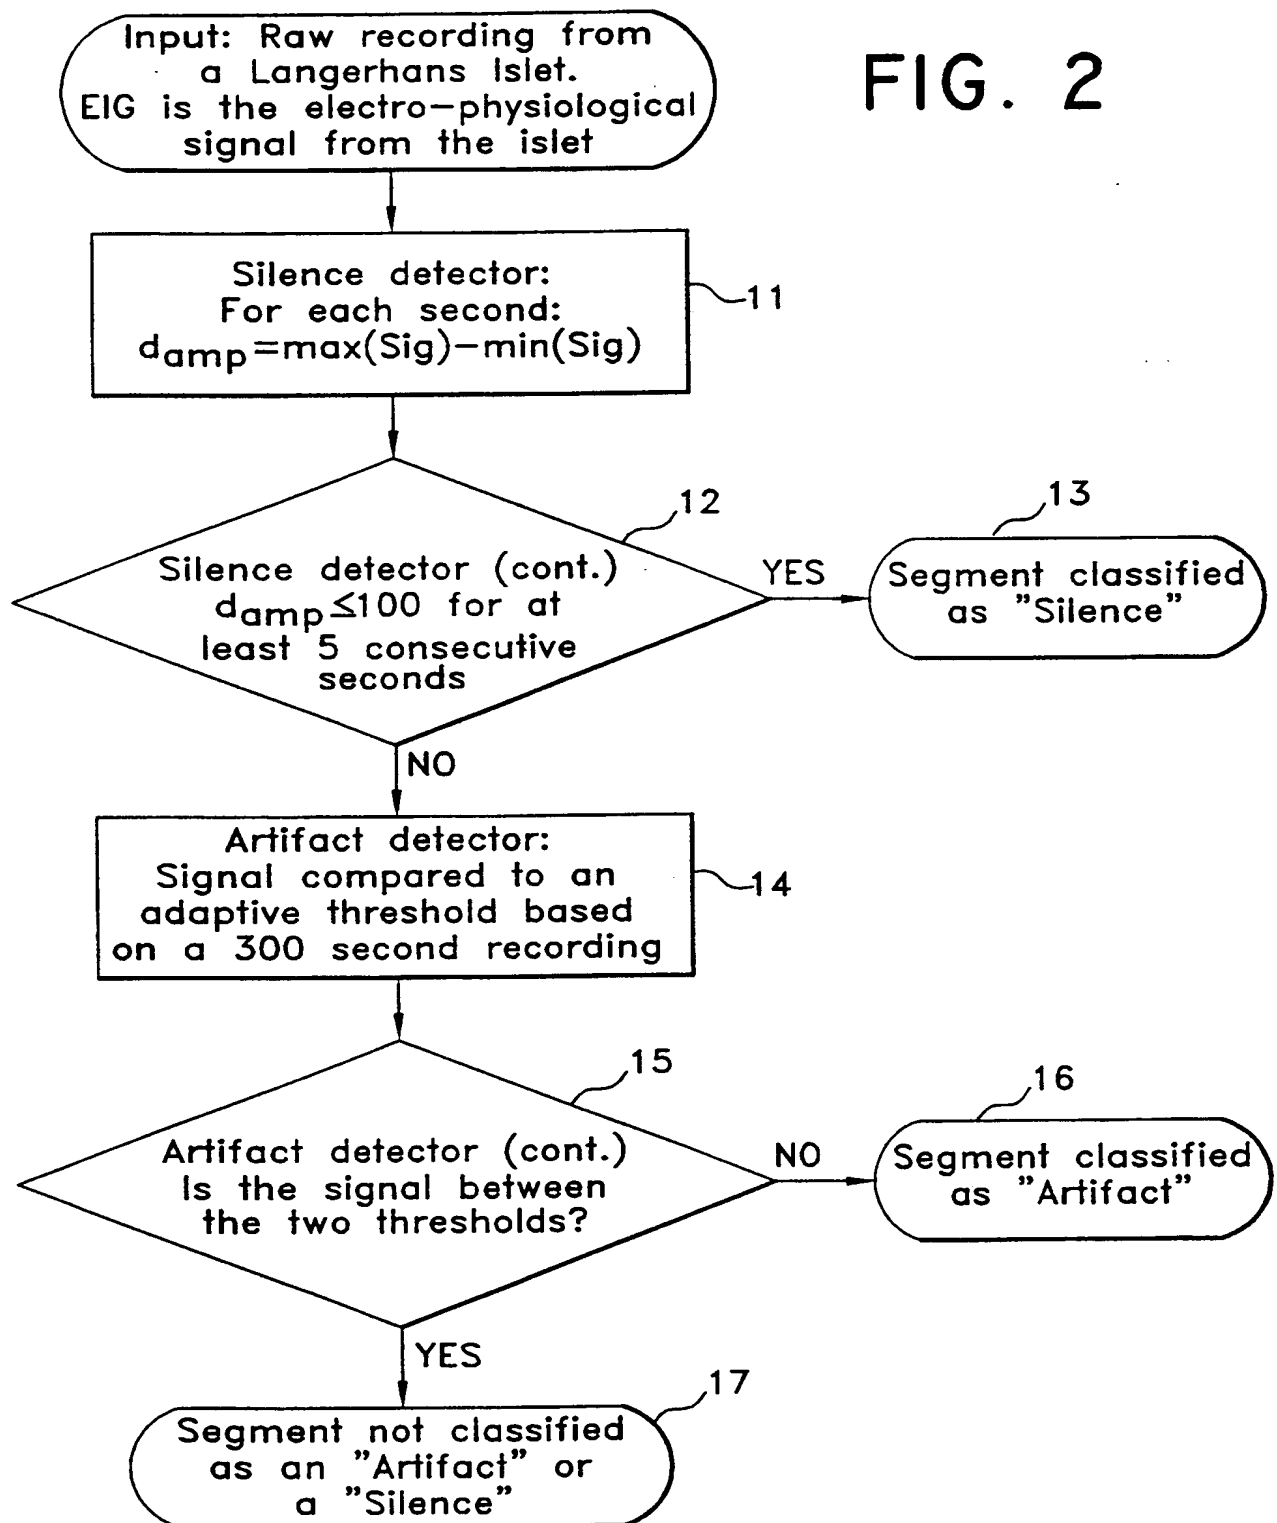 Input: Raw recording from
a Langerhans Islet.
EIG is the electro-physiological
signal from the islet
FIG. 2
Silence detector:
For each second:
damp=max(Sig)-min(Sig)
11
12
Silence detector (cont.)
damp≤100 for at
least 5 consecutive
seconds
YES
13
Segment classified
as "Silence"
NO
Artifact detector:
Signal compared to an
adaptive threshold based
on a 300 second recording
14
15
Artifact detector (cont.)
Is the signal between
the two thresholds?
NO
16
Segment classified
as "Artifact"
YES
17
Segment not classified
as an "Artifact" or
a "Silence"